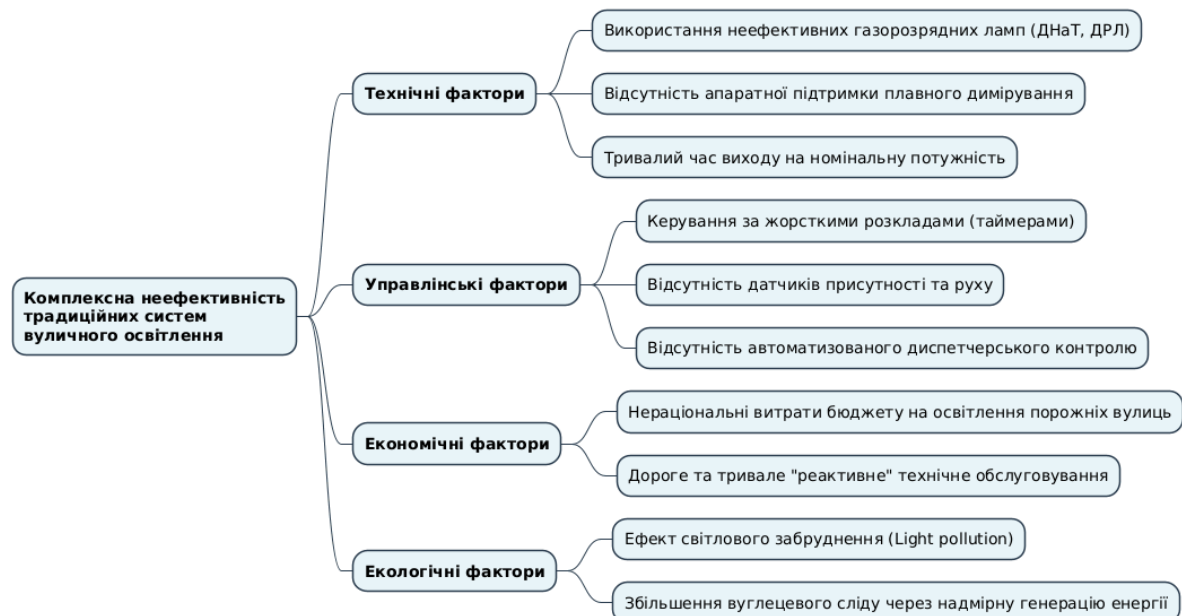 Комплексна неефективність
традиційних систем
вуличного освітлення
Технічні фактори
Використання неефективних газорозрядних ламп (ДНаТ, ДРЛ)
Відсутність апаратної підтримки плавного димірування
Тривалий час виходу на номінальну потужність
Управлінські фактори
Керування за жорсткими розкладами (таймерами)
Відсутність датчиків присутності та руху
Відсутність автоматизованого диспетчерського контролю
Економічні фактори
Нераціональні витрати бюджету на освітлення порожніх вулиць
Дороге та тривале "реактивне" технічне обслуговування
Екологічні фактори
Ефект світлового забруднення (Light pollution)
Збільшення вуглецевого сліду через надмірну генерацію енергії